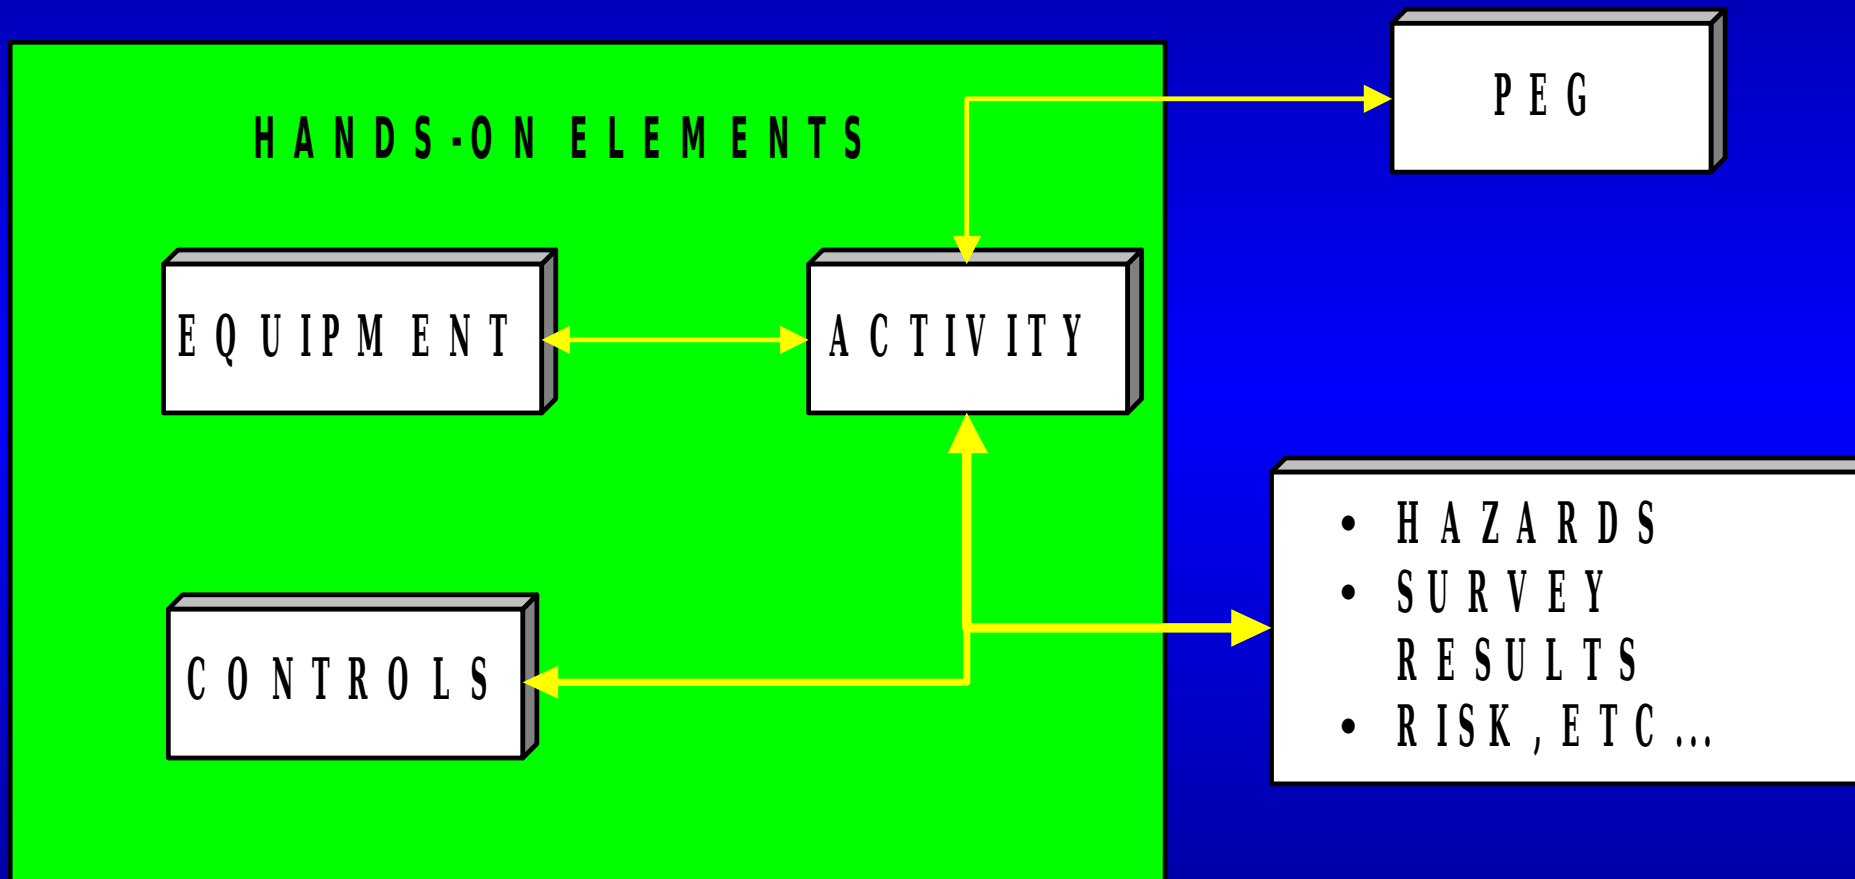 PEG
HANDS-ON ELEMENTS
EQUIPMENT
ACTIVITY
• HAZARDS
• SURVEY
RESULTS
• RISK,ETC...
CONTROLS